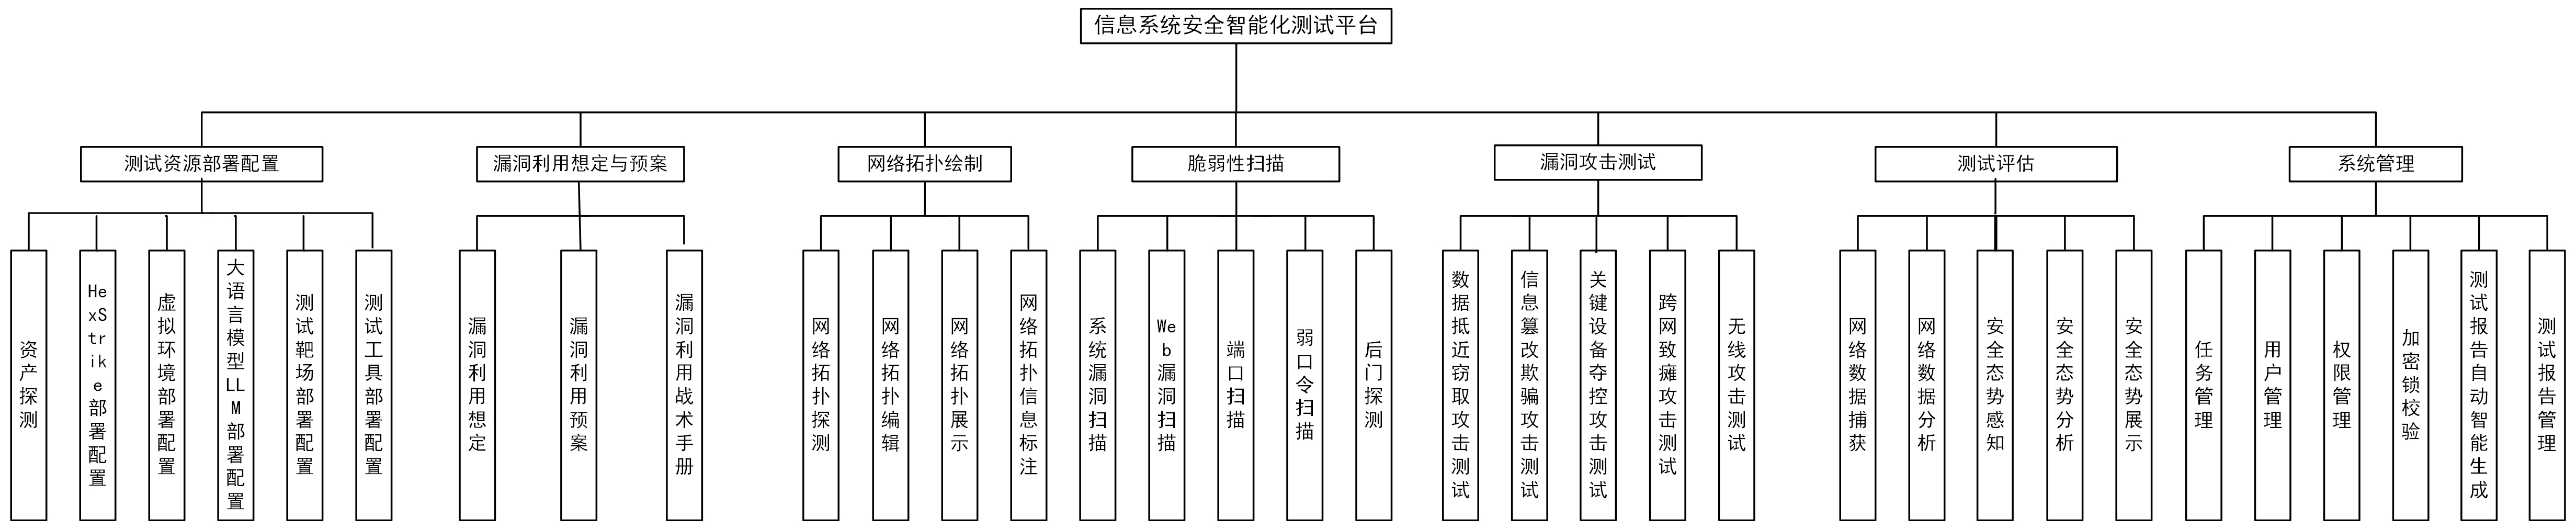 信息系统安全智能化测试平台
测试资源部署配置
漏洞利用想定与预案
网络拓扑绘制
脆弱性扫描
漏洞攻击测试
测试评估
系统管理
资产探测
HexStrike部署配置
虚拟环境部署配置
大语言模型LLM部署配置
测试靶场部署配置
测试工具部署配置
漏洞利用想定
漏洞利用预案
漏洞利用战术手册
网络拓扑探测
网络拓扑编辑
网络拓扑展示
网络拓扑信息标注
系统漏洞扫描
Web漏洞扫描
端口扫描
弱口令扫描
后门探测
数据抵近窃取攻击测试
信息篡改欺骗攻击测试
关键设备夺控攻击测试
跨网致瘫攻击测试
无线攻击测试
网络数据捕获
网络数据分析
安全态势感知
安全态势分析
安全态势展示
任务管理
用户管理
权限管理
加密锁校验
测试报告自动智能生成
测试报告管理